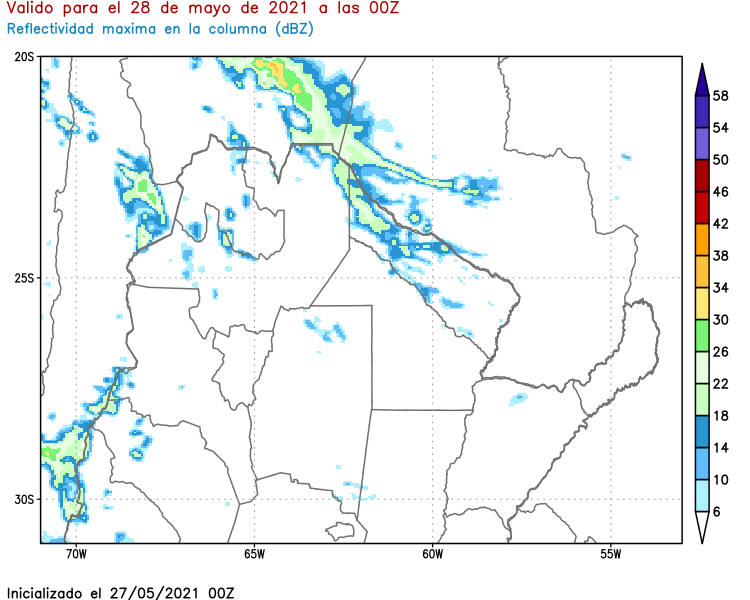 Valido para el 28 de mayo de 2021 a las 00Z
Reflectividad maxima en la columna (dBZ)
20S
25S
30S
70W
65W
60W
55W
58
54
50
46
42
38
34
30
26
22
18
14
10
6
Inicializado el 27/05/2021 00Z